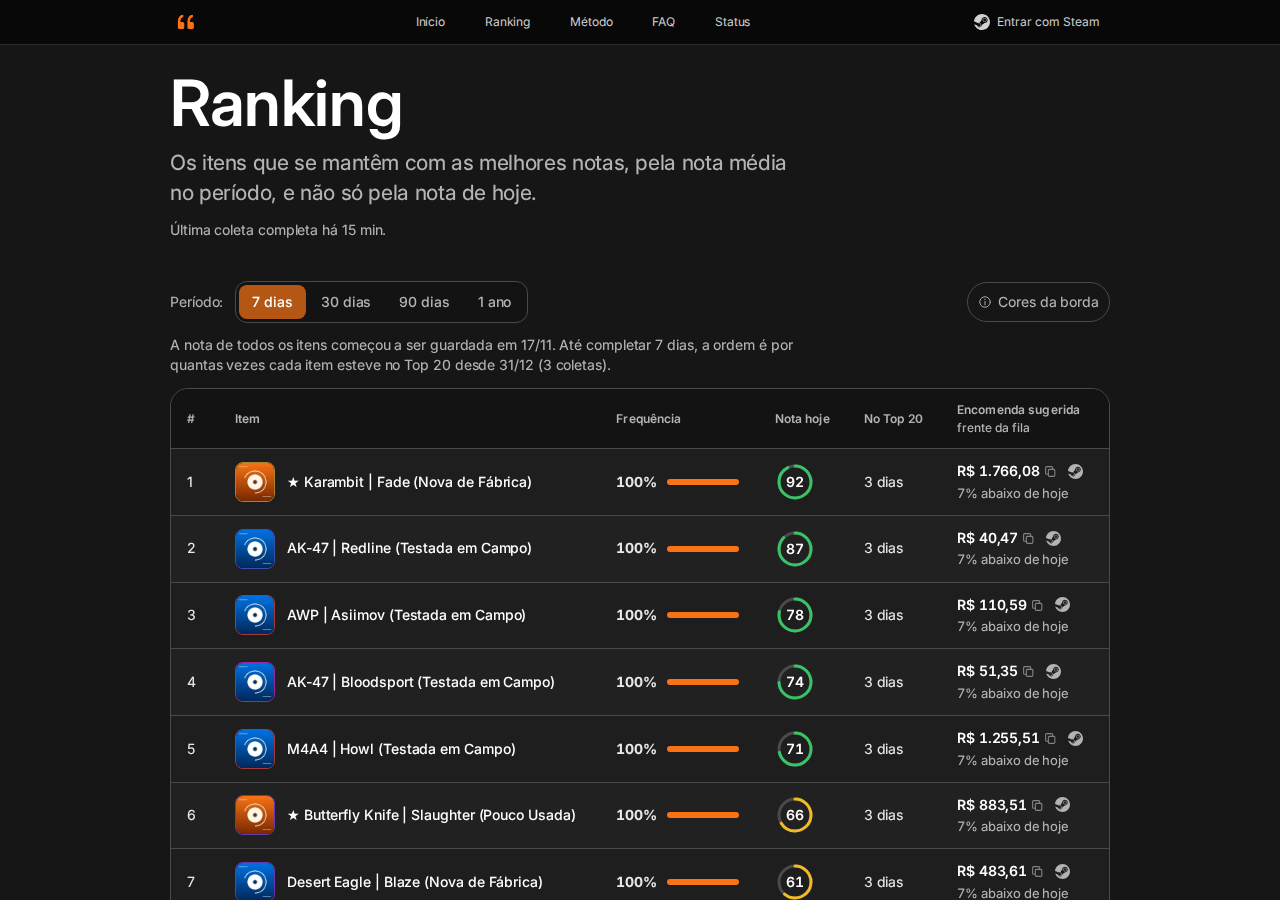 Início Ranking Método FAQ Status Entrar com Steam
Ranking
Os itens que se mantêm com as melhores notas, pela nota média
no período, e não só pela nota de hoje.
Última coleta completa há 15 min.
Período: 7 dias 30 dias 90 dias 1 ano Cores da borda
A nota de todos os itens começou a ser guardada em 17/11. Até completar 7 dias, a ordem é por
quantas vezes cada item esteve no Top 20 desde 31/12 (3 coletas).
# Item Frequência Nota hoje No Top 20 Encomenda sugerida
frente da fila
1 ★ Karambit | Fade (Nova de Fábrica) 100% 92 3 dias R$ 1.766,08
7% abaixo de hoje
2 AK-47 | Redline (Testada em Campo) 100% 87 3 dias R$ 40,47
7% abaixo de hoje
3 AWP | Asiimov (Testada em Campo) 100% 78 3 dias R$ 110,59
7% abaixo de hoje
4 AK-47 | Bloodsport (Testada em Campo) 100% 74 3 dias R$ 51,35
7% abaixo de hoje
5 M4A4 | Howl (Testada em Campo) 100% 71 3 dias R$ 1.255,51
7% abaixo de hoje
6 ★ Butterfly Knife | Slaughter (Pouco Usada) 100% 66 3 dias R$ 883,51
7% abaixo de hoje
7 Desert Eagle | Blaze (Nova de Fábrica) 100% 61 3 dias R$ 483,61
7% abaixo de hoje